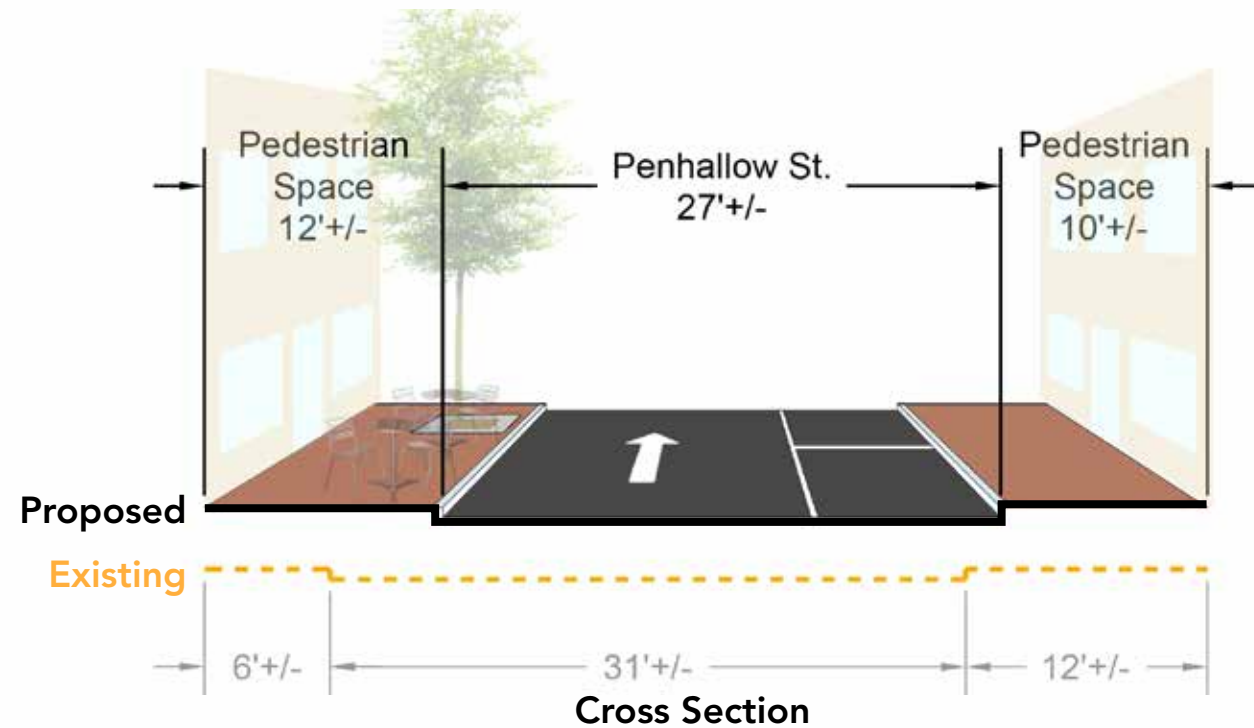 Pedestrian
Space
12'+/-
Penhallow St.
27'+/-
Pedestrian
Space
10'+/-
Proposed
Existing
6'+/-
31'+/-
12'+/-
Cross Section